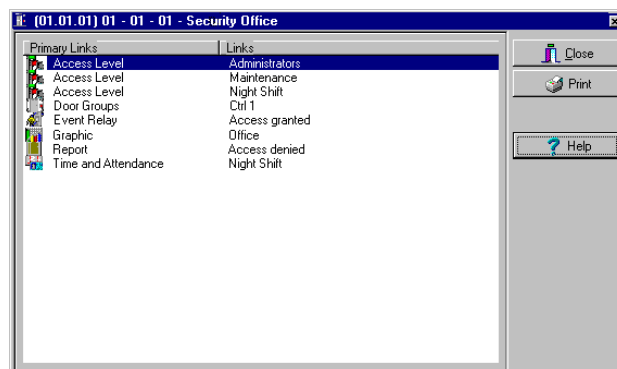 (01.01.01) 01 - 01 - 01 - Security Office
Primary Links Links
Access Level Administrators
Access Level Maintenance
Access Level Night Shift
Door Groups Ctrl 1
Event Relay Access granted
Graphic Office
Report Access denied
Time and Attendance Night Shift
Close
Print
? Help